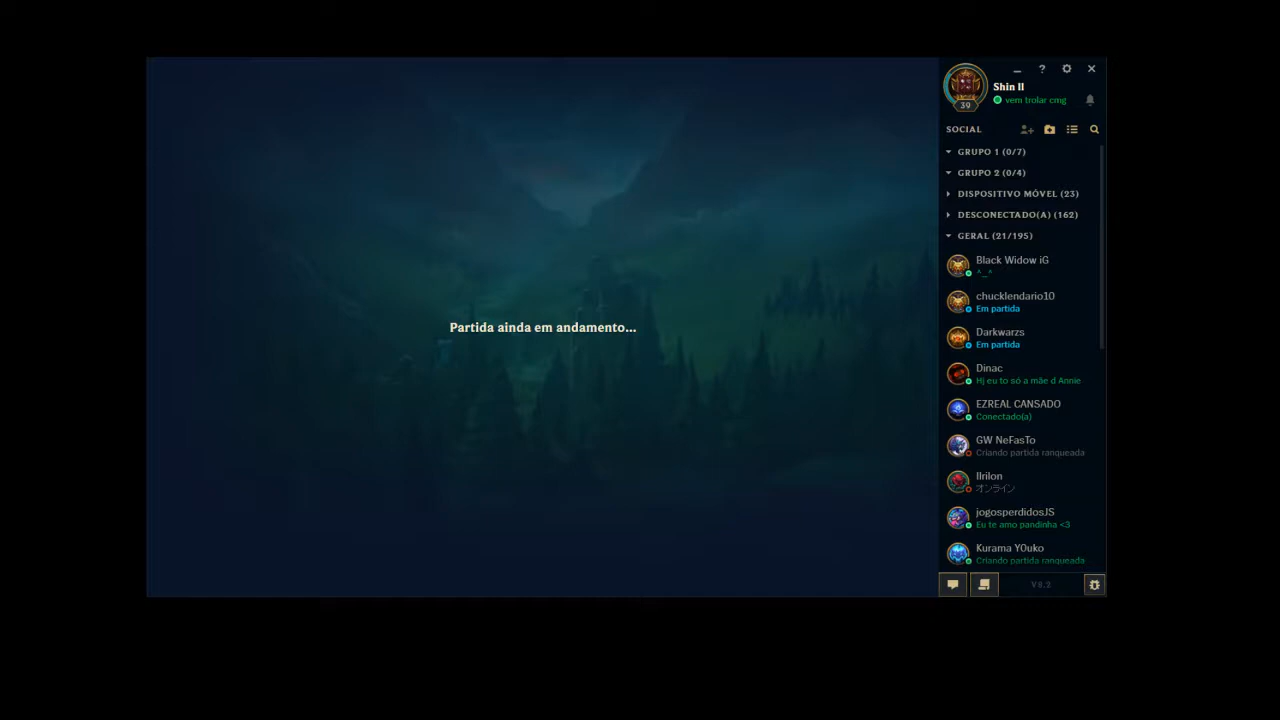 Shin II
vem trolar cmg
39
SOCIAL
GRUPO 1 (0/7)
GRUPO 2 (0/4)
DISPOSITIVO MÓVEL (23)
DESCONECTADO(A) (162)
GERAL (21/195)
Black Widow iG
^_^
chucklendario10
Em partida
Darkwarzs
Em partida
Dinac
Hj eu to só a mãe d Annie
EZREAL CANSADO
Conectado(a)
GW NeFasTo
Criando partida ranqueada
IIrilon
オンライン
jogosperdidosJS
Eu te amo pandinha <3
Kurama Y0uko
Criando partida ranqueada
V8.2
Partida ainda em andamento...